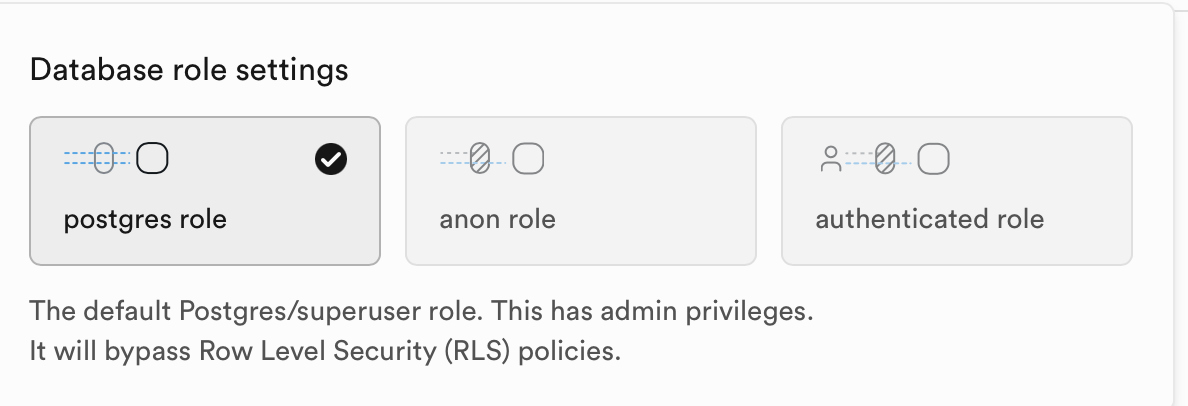 Database role settings
postgres role
anon role
authenticated role
The default Postgres/superuser role. This has admin privileges.
It will bypass Row Level Security (RLS) policies.